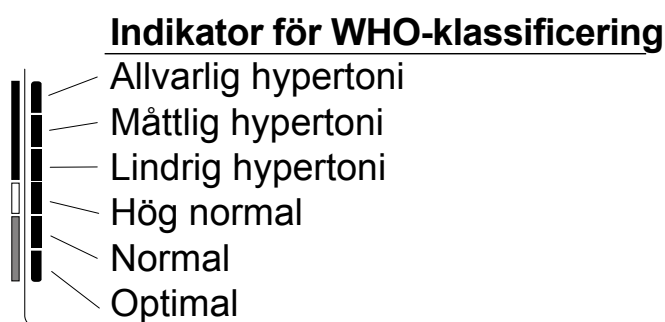 Indikator för WHO-klassificering
Allvarlig hypertoni
Måttlig hypertoni
Lindrig hypertoni
Hög normal
Normal
Optimal